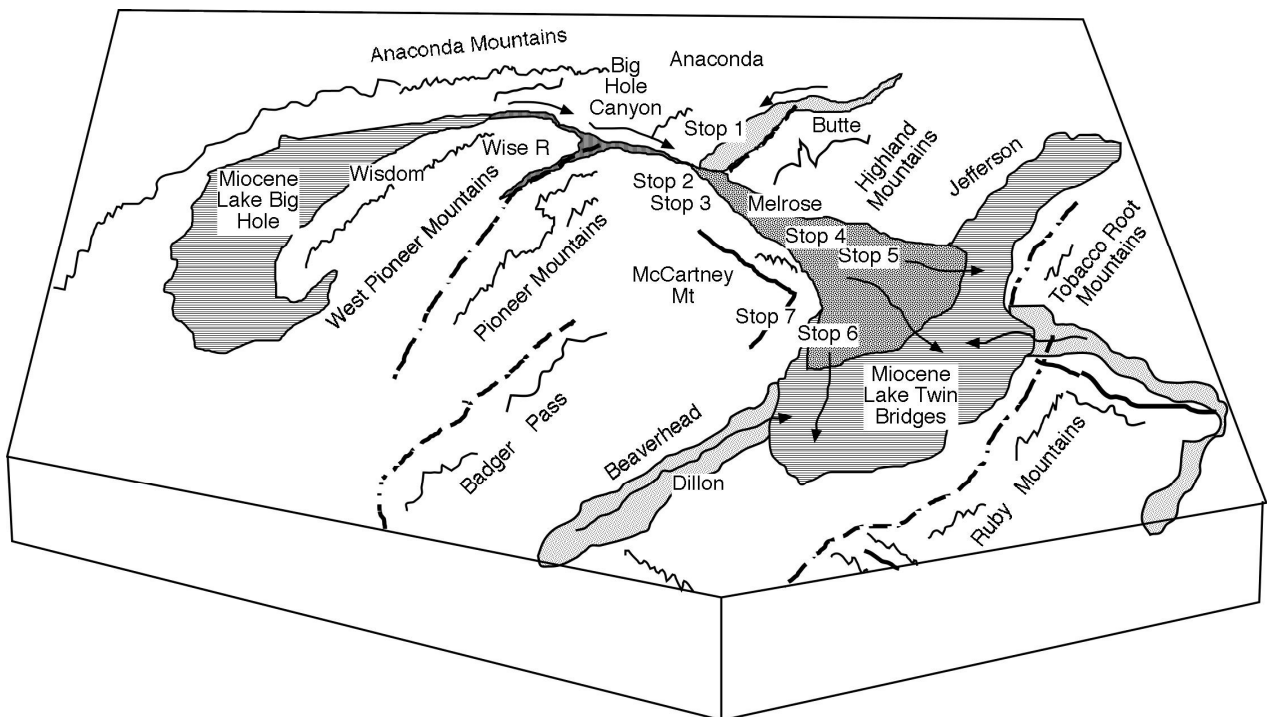 Anaconda Mountains
Big
Hole
Canyon
Anaconda
Stop 1
Butte
Highland
Mountains
Jefferson
Wise R
Wisdom
Miocene
Lake Big
Hole
West Pioneer Mountains
Pioneer Mountains
Stop 2
Stop 3
Melrose
Stop 4
Stop 5
Tobacco Root
Mountains
McCartney
Mt
Stop 7
Stop 6
Miocene
Lake Twin
Bridges
Badger Pass
Beaverhead
Dillon
Ruby Mountains